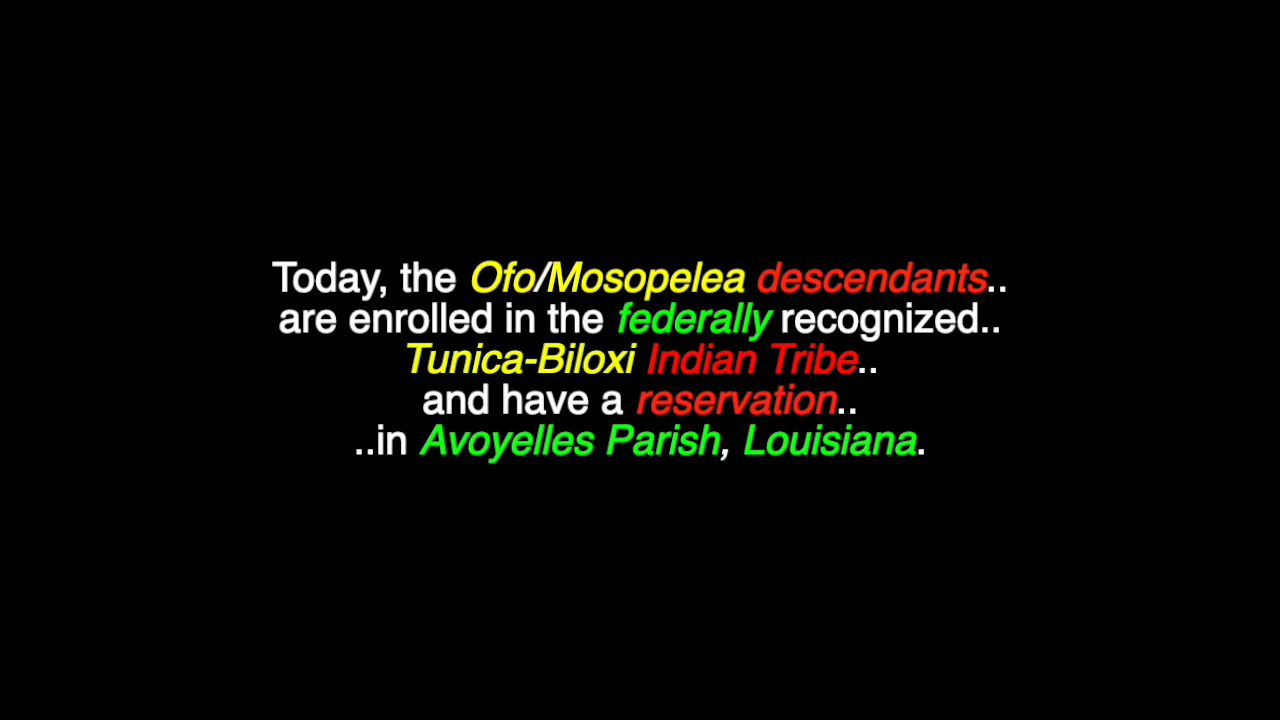 Today, the Ofo/Mosopelea descendants..
are enrolled in the federally recognized..
Tunica-Biloxi Indian Tribe..
and have a reservation..
..in Avoyelles Parish, Louisiana.